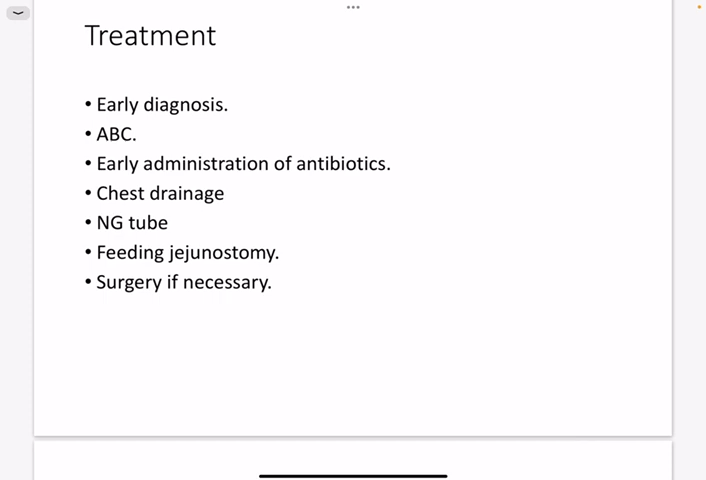 Treatment
• Early diagnosis.
• ABC.
• Early administration of antibiotics.
• Chest drainage
• NG tube
• Feeding jejunostomy.
• Surgery if necessary.